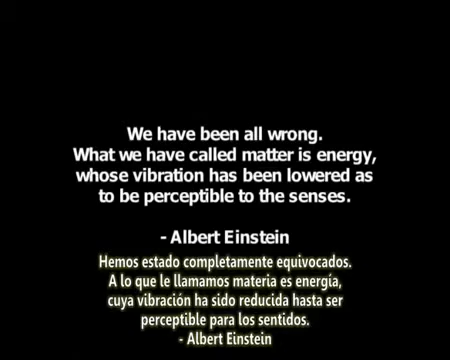 We have been all wrong.
What we have called matter is energy,
whose vibration has been lowered as
to be perceptible to the senses.
- Albert Einstein
Hemos estado completamente equivocados.
A lo que le llamamos materia es energía,
cuya vibración ha sido reducida hasta ser
perceptible para los sentidos.
- Albert Einstein